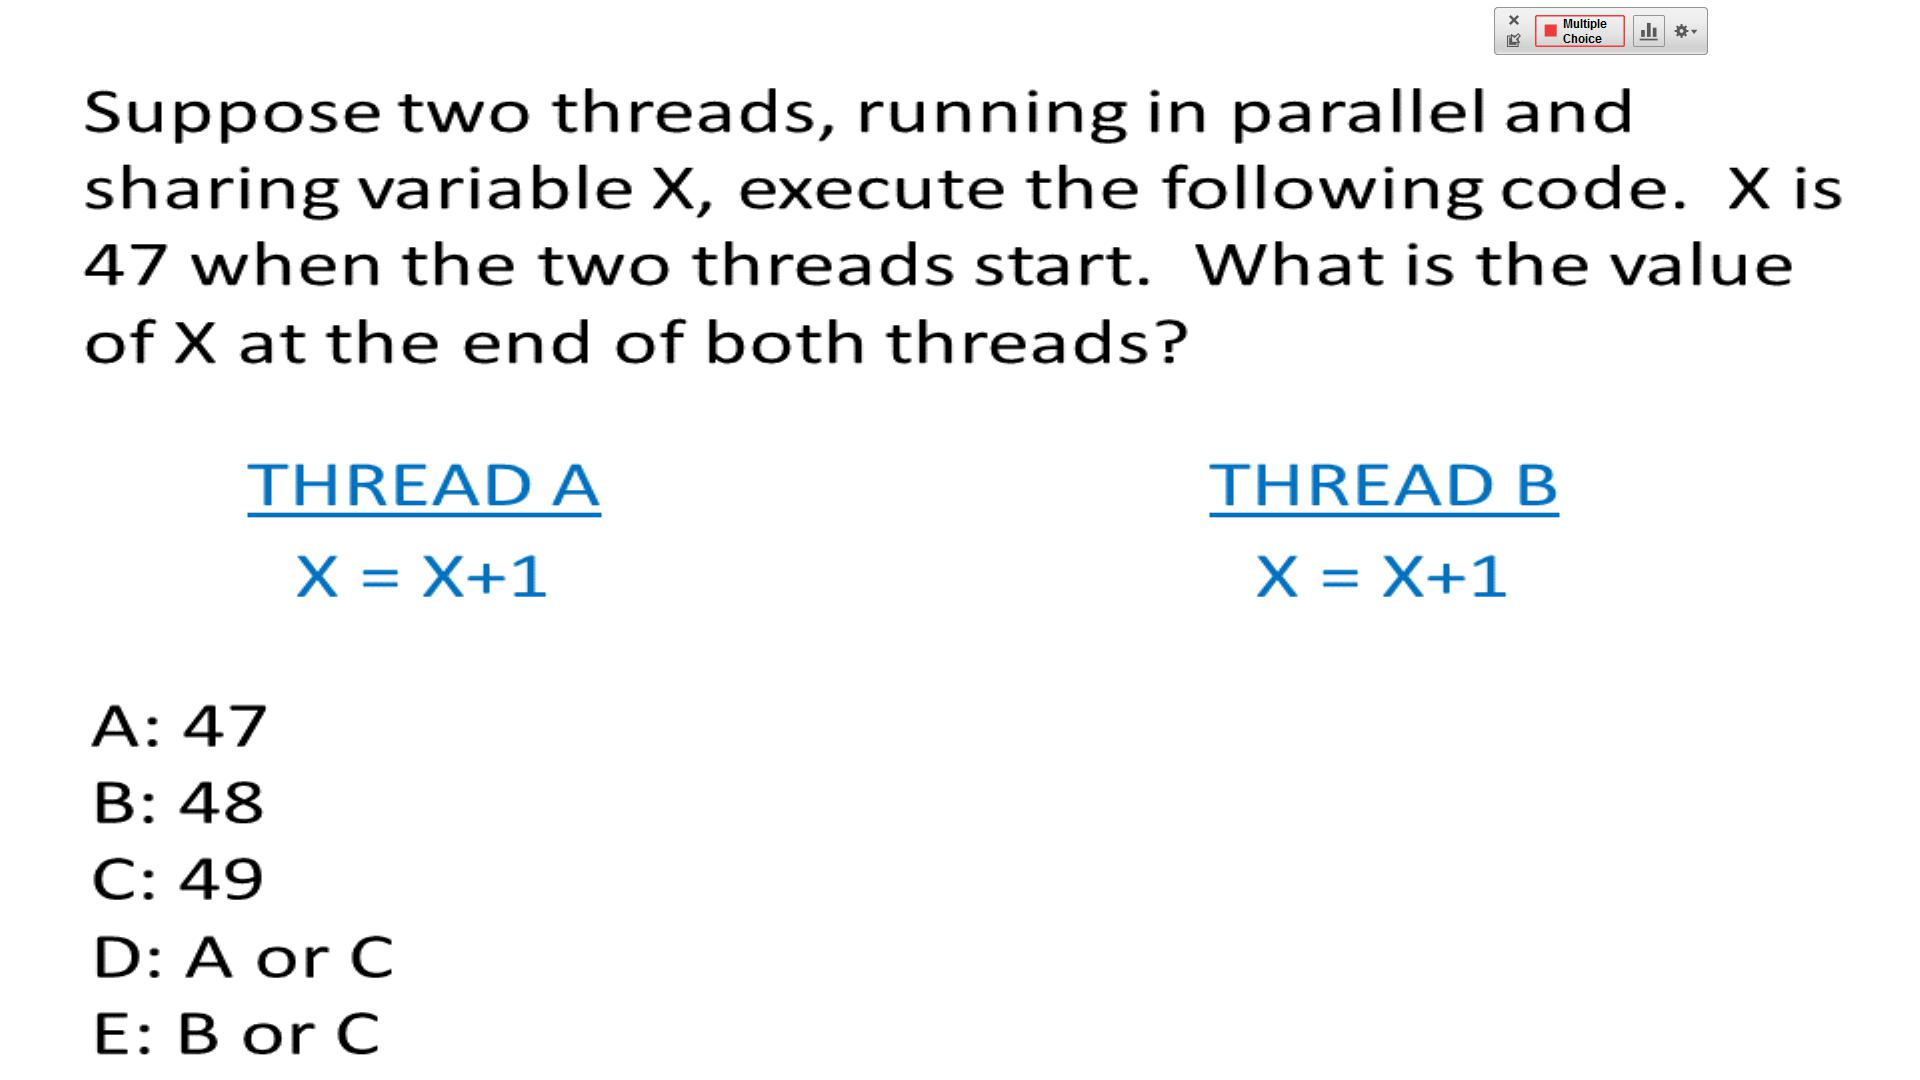 Multiple
Choice
Suppose two threads, running in parallel and
sharing variable X, execute the following code.  X is
47 when the two threads start.  What is the value
of X at the end of both threads?
THREAD A
THREAD B
X = X+1
X = X+1
A: 47
B: 48
C: 49
D: A or C
E: B or C